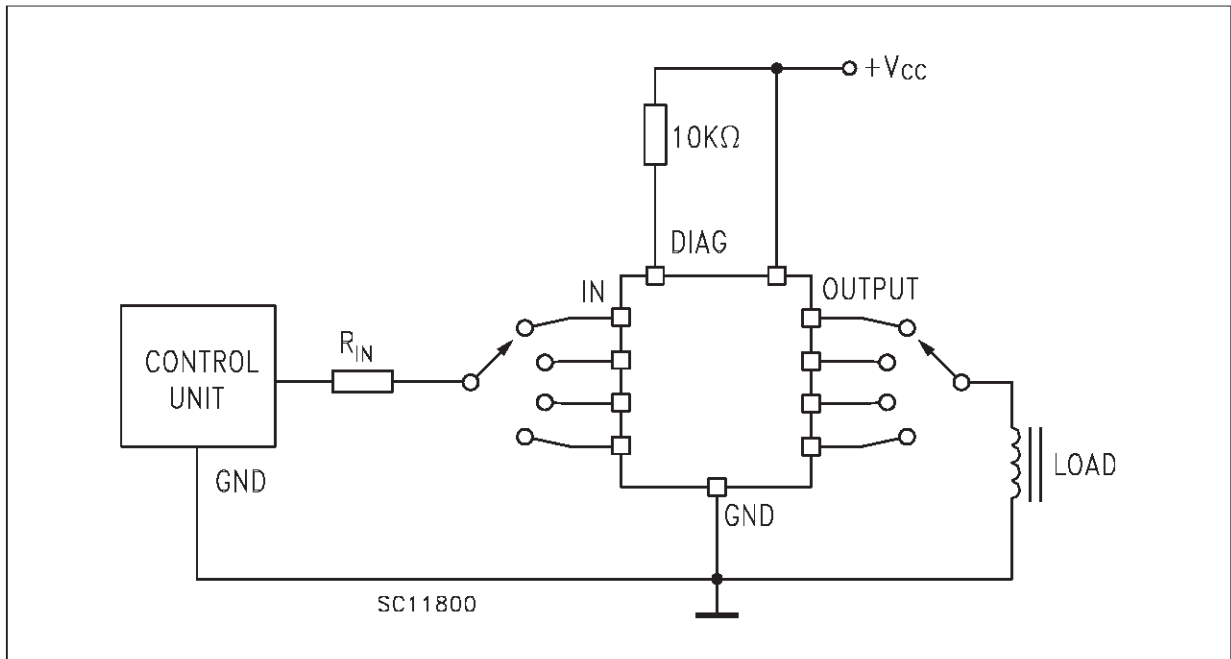 +VCC
10KΩ
DIAG
IN
OUTPUT
CONTROL
UNIT
RIN
GND
GND
LOAD
SC11800